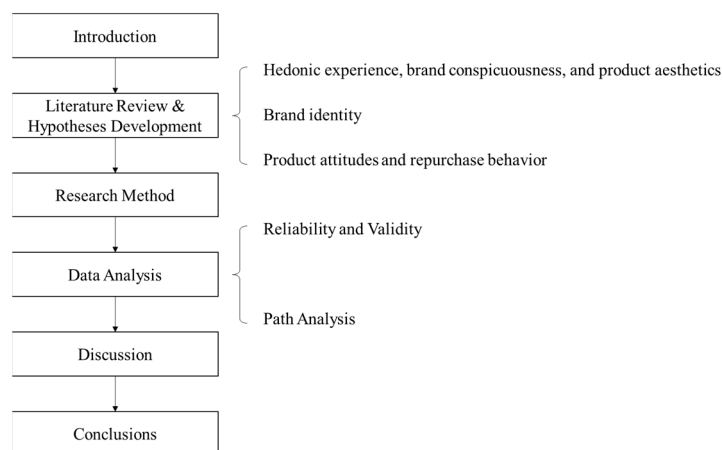 Introduction
Hedonic experience, brand conspicuousness, and product aesthetics
Literature Review &
Hypotheses Development
Brand identity
Product attitudes and repurchase behavior
Research Method
Reliability and Validity
Data Analysis
Path Analysis
Discussion
Conclusions